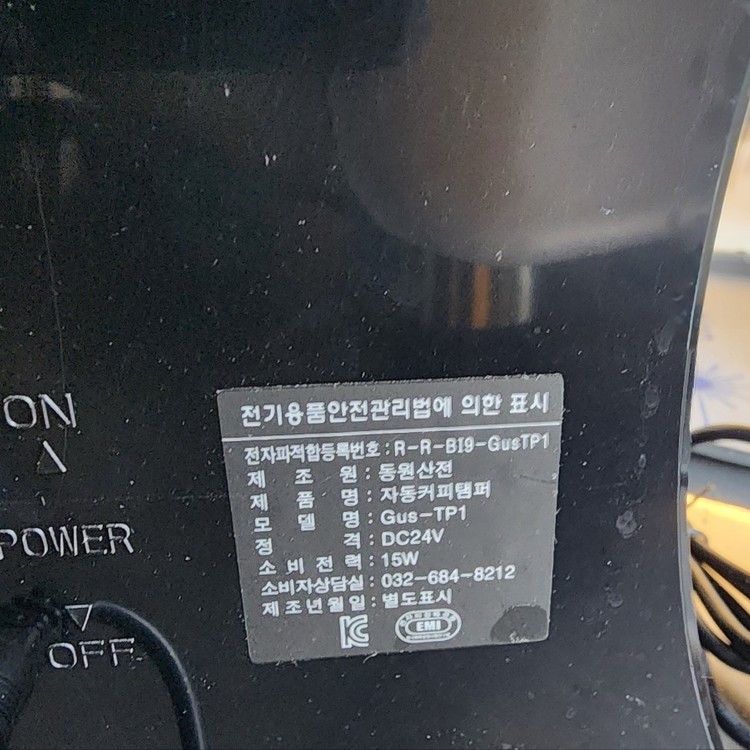 ON
POWER
OFF
전기용품안전관리법에 의한 표시
전자파적합등록번호 : R-R-BI9-GusTP1
제 조 원 : 동원산전
제 품 명 : 자동커피탬퍼
모 델 명 : Gus-TP1
정 격 : DC24V
소 비 전 력 : 15W
소비자상담실 : 032-684-8212
제 조 년 월 일 : 별도표시
EMI